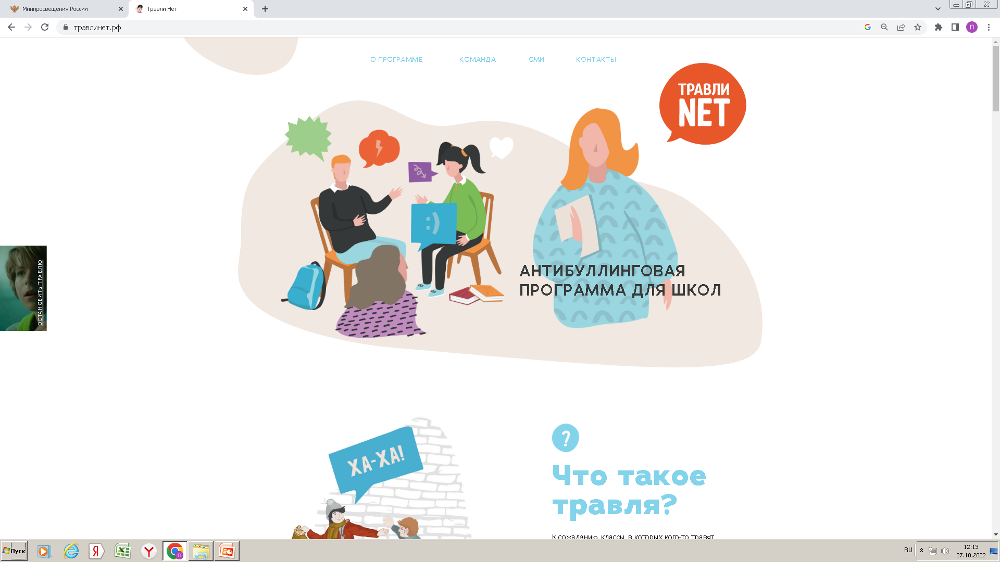 Минпросвещения России
Травли Нет
травлинет.рф
О ПРОГРАММЕ
КОМАНДА
СМИ
КОНТАКТЫ
ТРАВЛИ
NET
АНТИБУЛЛИНГОВАЯ
ПРОГРАММА ДЛЯ ШКОЛ
ОСТАНОВИТЬ ТРАВЛЮ
ХА-ХА!
?
Что такое
травля?
К сожалению, классы, в которых кого-то травят,
Пуск
RU
12:13
27.10.2022